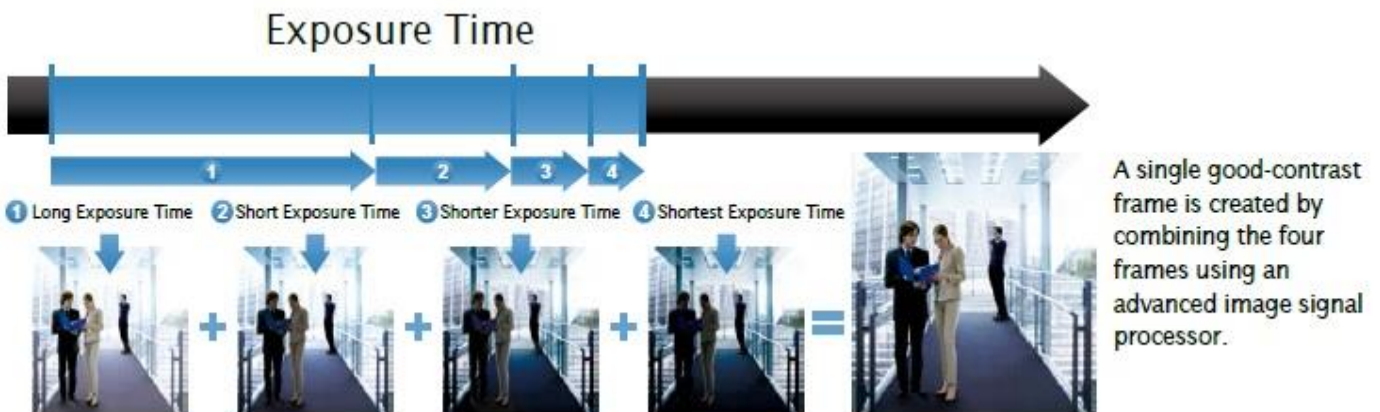 Exposure Time
1
2
3
4
1 Long Exposure Time
2 Short Exposure Time
3 Shorter Exposure Time
4 Shortest Exposure Time
A single good-contrast
frame is created by
combining the four
frames using an
advanced image signal
processor.